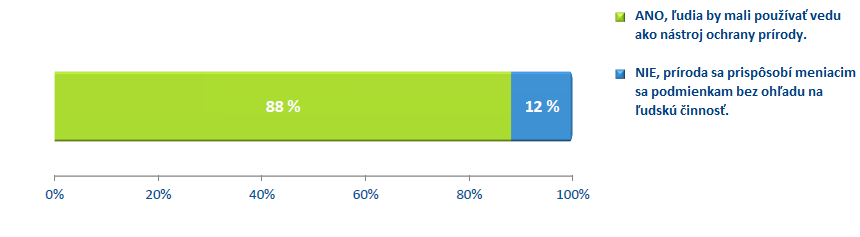 ANO, ľudia by mali používať vedu
ako nástroj ochrany prírody.
NIE, príroda sa prispôsobí meniacim
sa podmienkam bez ohľadu na
ľudskú činnosť.
88 %
12 %
0%
20%
40%
60%
80%
100%